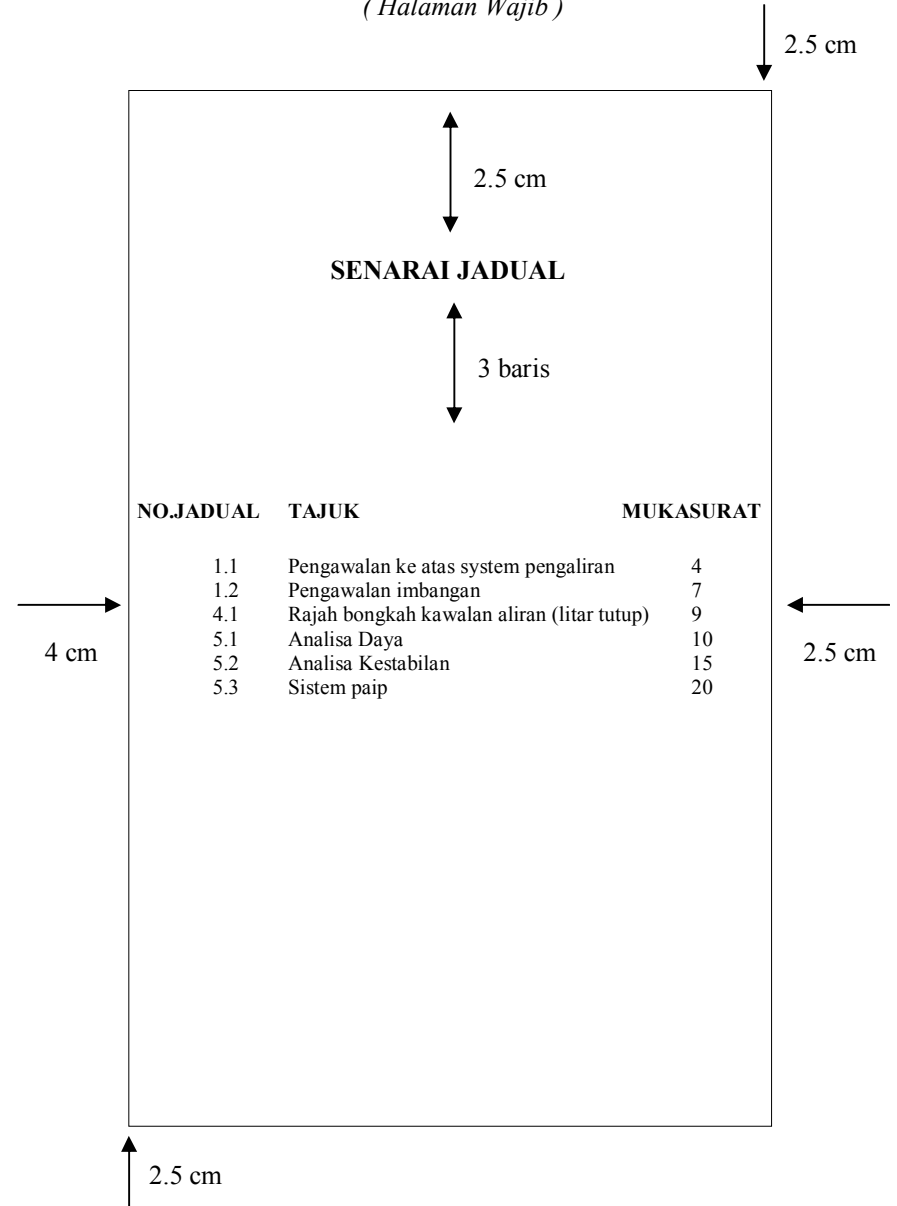 ( Halaman Wajib )
2.5 cm
2.5 cm
SENARAI JADUAL
3 baris
NO.JADUAL TAJUK MUKASURAT
1.1 Pengawalan ke atas system pengaliran 4
1.2 Pengawalan imbangan 7
4.1 Rajah bongkah kawalan aliran (litar tutup) 9
5.1 Analisa Daya 10
4 cm 5.2 Analisa Kestabilan 15 2.5 cm
5.3 Sistem paip 20
2.5 cm